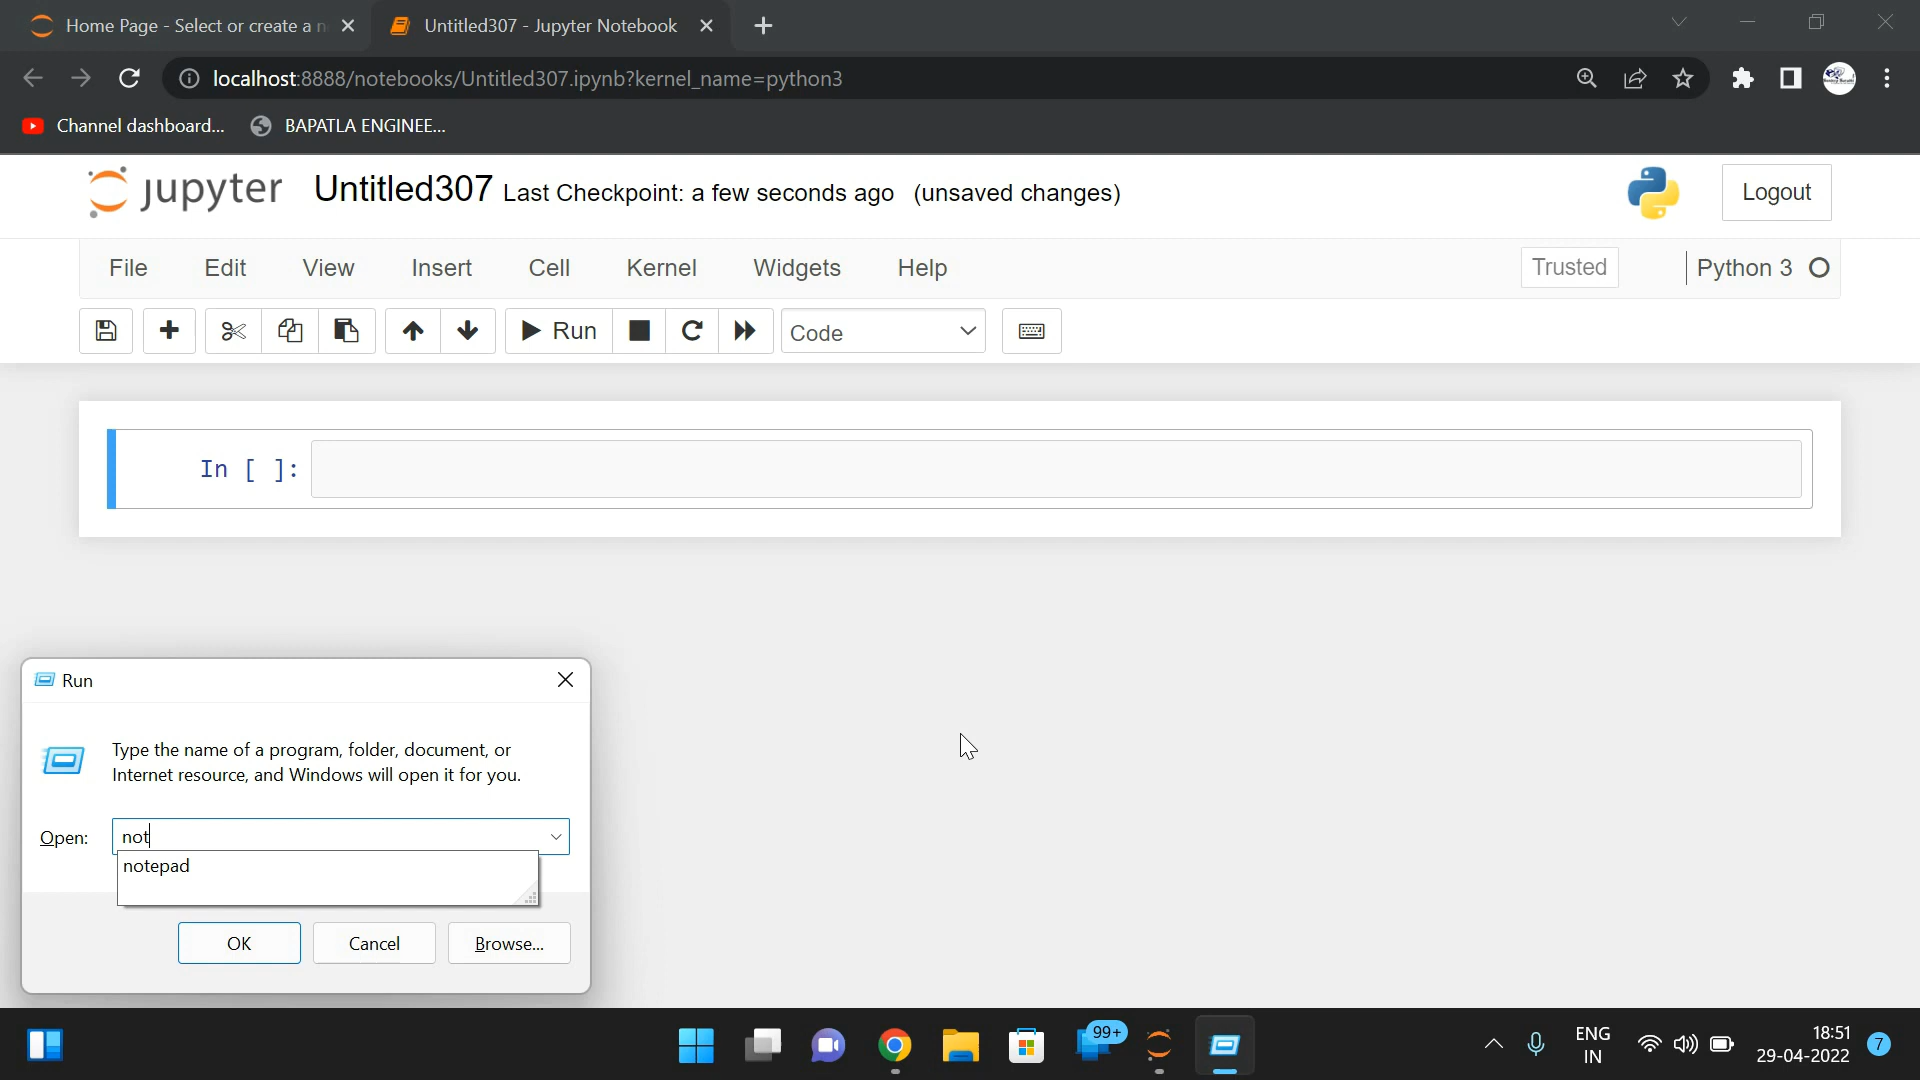 Home Page - Select or create a n
Untitled307 - Jupyter Notebook
localhost:8888/notebooks/Untitled307.ipynb?kernel_name=python3
Channel dashboard...
BAPATLA ENGINEE...
jupyter Untitled307 Last Checkpoint: a few seconds ago (unsaved changes)
Logout
File Edit View Insert Cell Kernel Widgets Help
Trusted
Python 3
Run
Code
In [ ]:
Run
Type the name of a program, folder, document, or
Internet resource, and Windows will open it for you.
Open: not
notepad
OK Cancel Browse...
99+
ENG
IN
18:51
29-04-2022
7